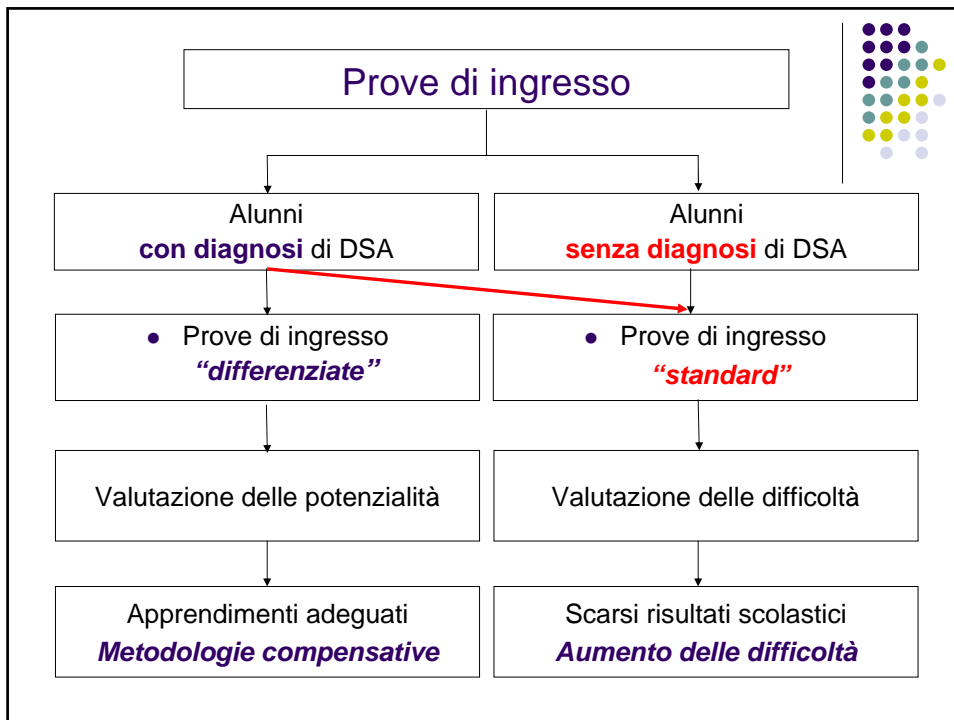 Prove di ingresso
Alunni
con diagnosi di DSA
Alunni
senza diagnosi di DSA
● Prove di ingresso
“differenziate”
● Prove di ingresso
“standard”
Valutazione delle potenzialità
Valutazione delle difficoltà
Apprendimenti adeguati
Metodologie compensative
Scarsi risultati scolastici
Aumento delle difficoltà